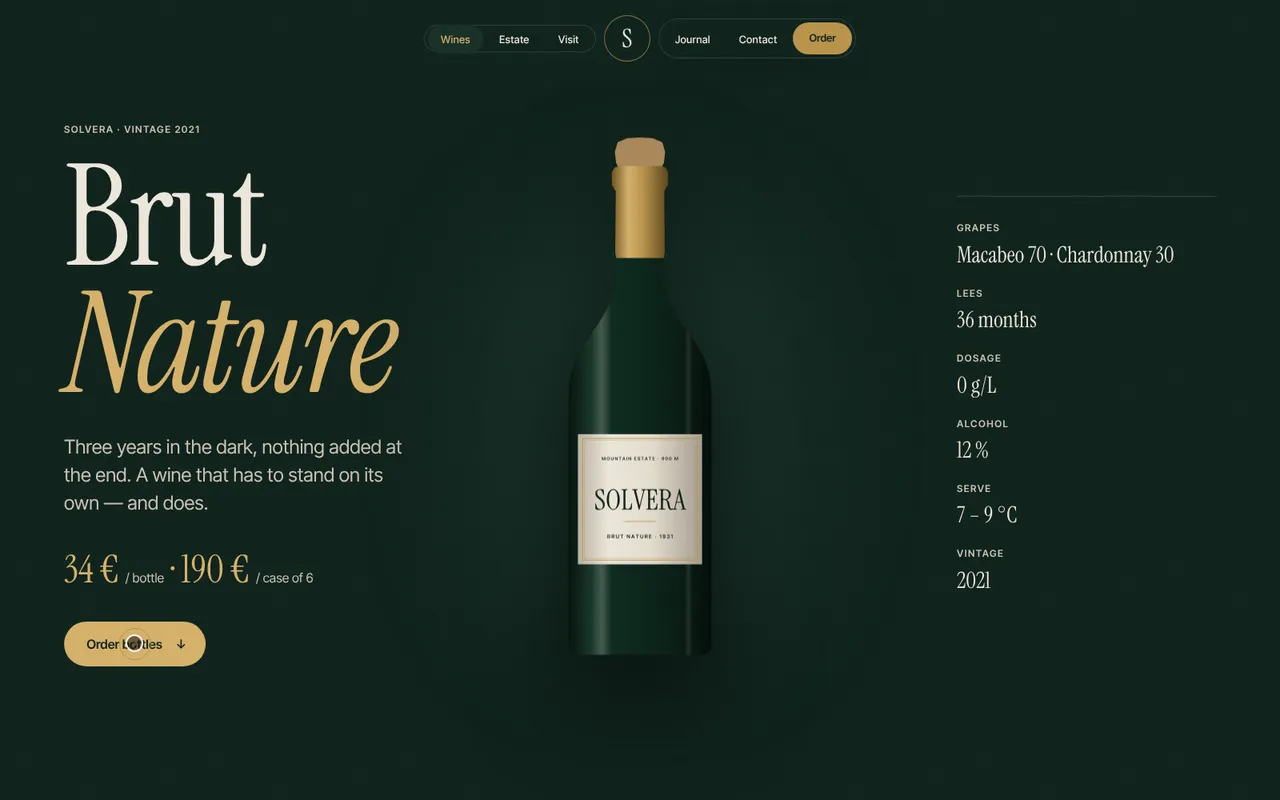 Wines Estate Visit S Journal Contact Order
SOLVERA · VINTAGE 2021
Brut
Nature
Three years in the dark, nothing added at
the end. A wine that has to stand on its
own — and does.
34 € / bottle · 190 € / case of 6
Order bottles ↓
MOUNTAIN ESTATE · 900 M
SOLVERA
BRUT NATURE · 1931
GRAPES
Macabeo 70 · Chardonnay 30
LEES
36 months
DOSAGE
0 g/L
ALCOHOL
12 %
SERVE
7 – 9 °C
VINTAGE
2021